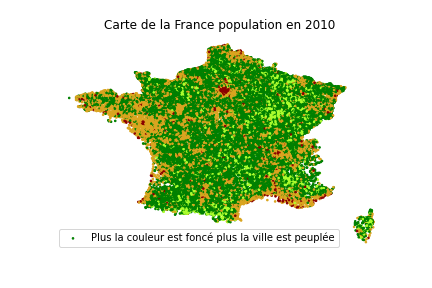 Carte de la France population en 2010
Plus la couleur est foncé plus la ville est peuplée